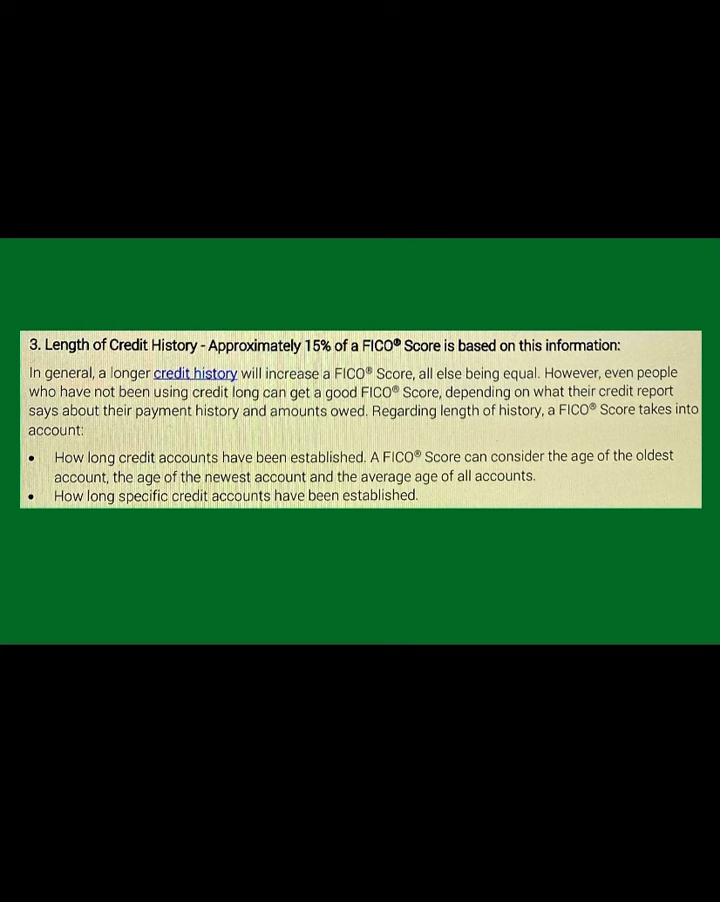 3. Length of Credit History - Approximately 15% of a FICO® Score is based on this information:
In general, a longer credit history will increase a FICO® Score, all else being equal. However, even people
who have not been using credit long can get a good FICO® Score, depending on what their credit report
says about their payment history and amounts owed. Regarding length of history, a FICO® Score takes into
account:
• How long credit accounts have been established. A FICO® Score can consider the age of the oldest
account, the age of the newest account and the average age of all accounts.
• How long specific credit accounts have been established.